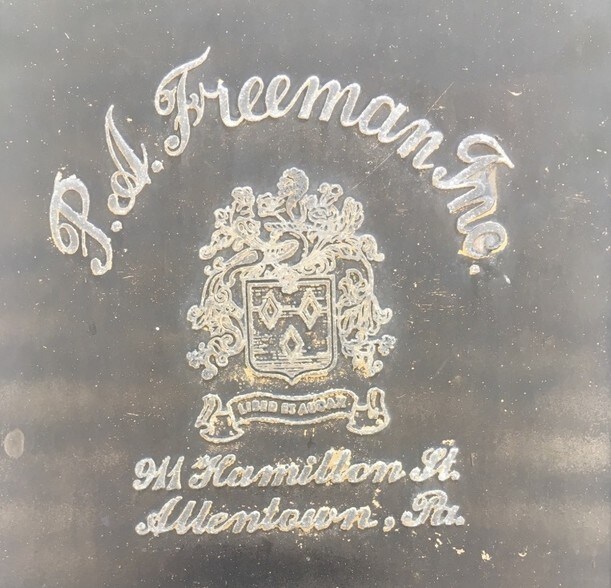 P.A. Freeman Inc.
LIBER ET AUDAX
911 Hamilton St.
Allentown, Pa.